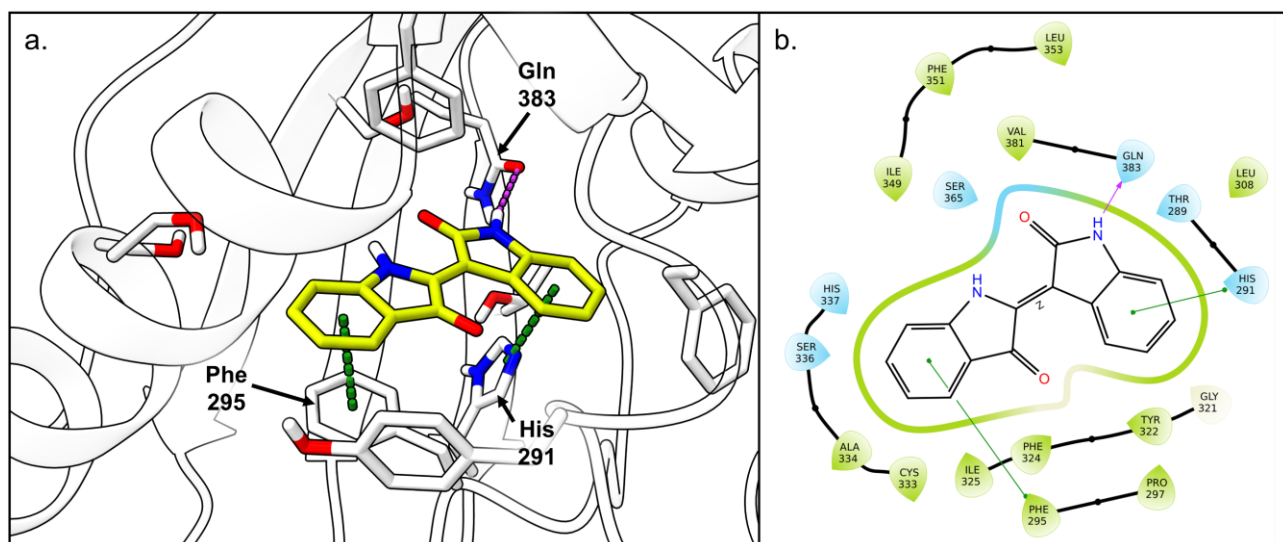 a.
Gln
383
Phe
295
His
291
b.
LEU
353
PHE
351
VAL
381
GLN
383
ILE
349
SER
365
LEU
308
THR
289
O
H
N
H
N
HIS
291
HIS
337
Z
SER
336
O
GLY
321
TYR
322
PHE
324
ALA
334
ILE
325
CYS
333
PRO
297
PHE
295